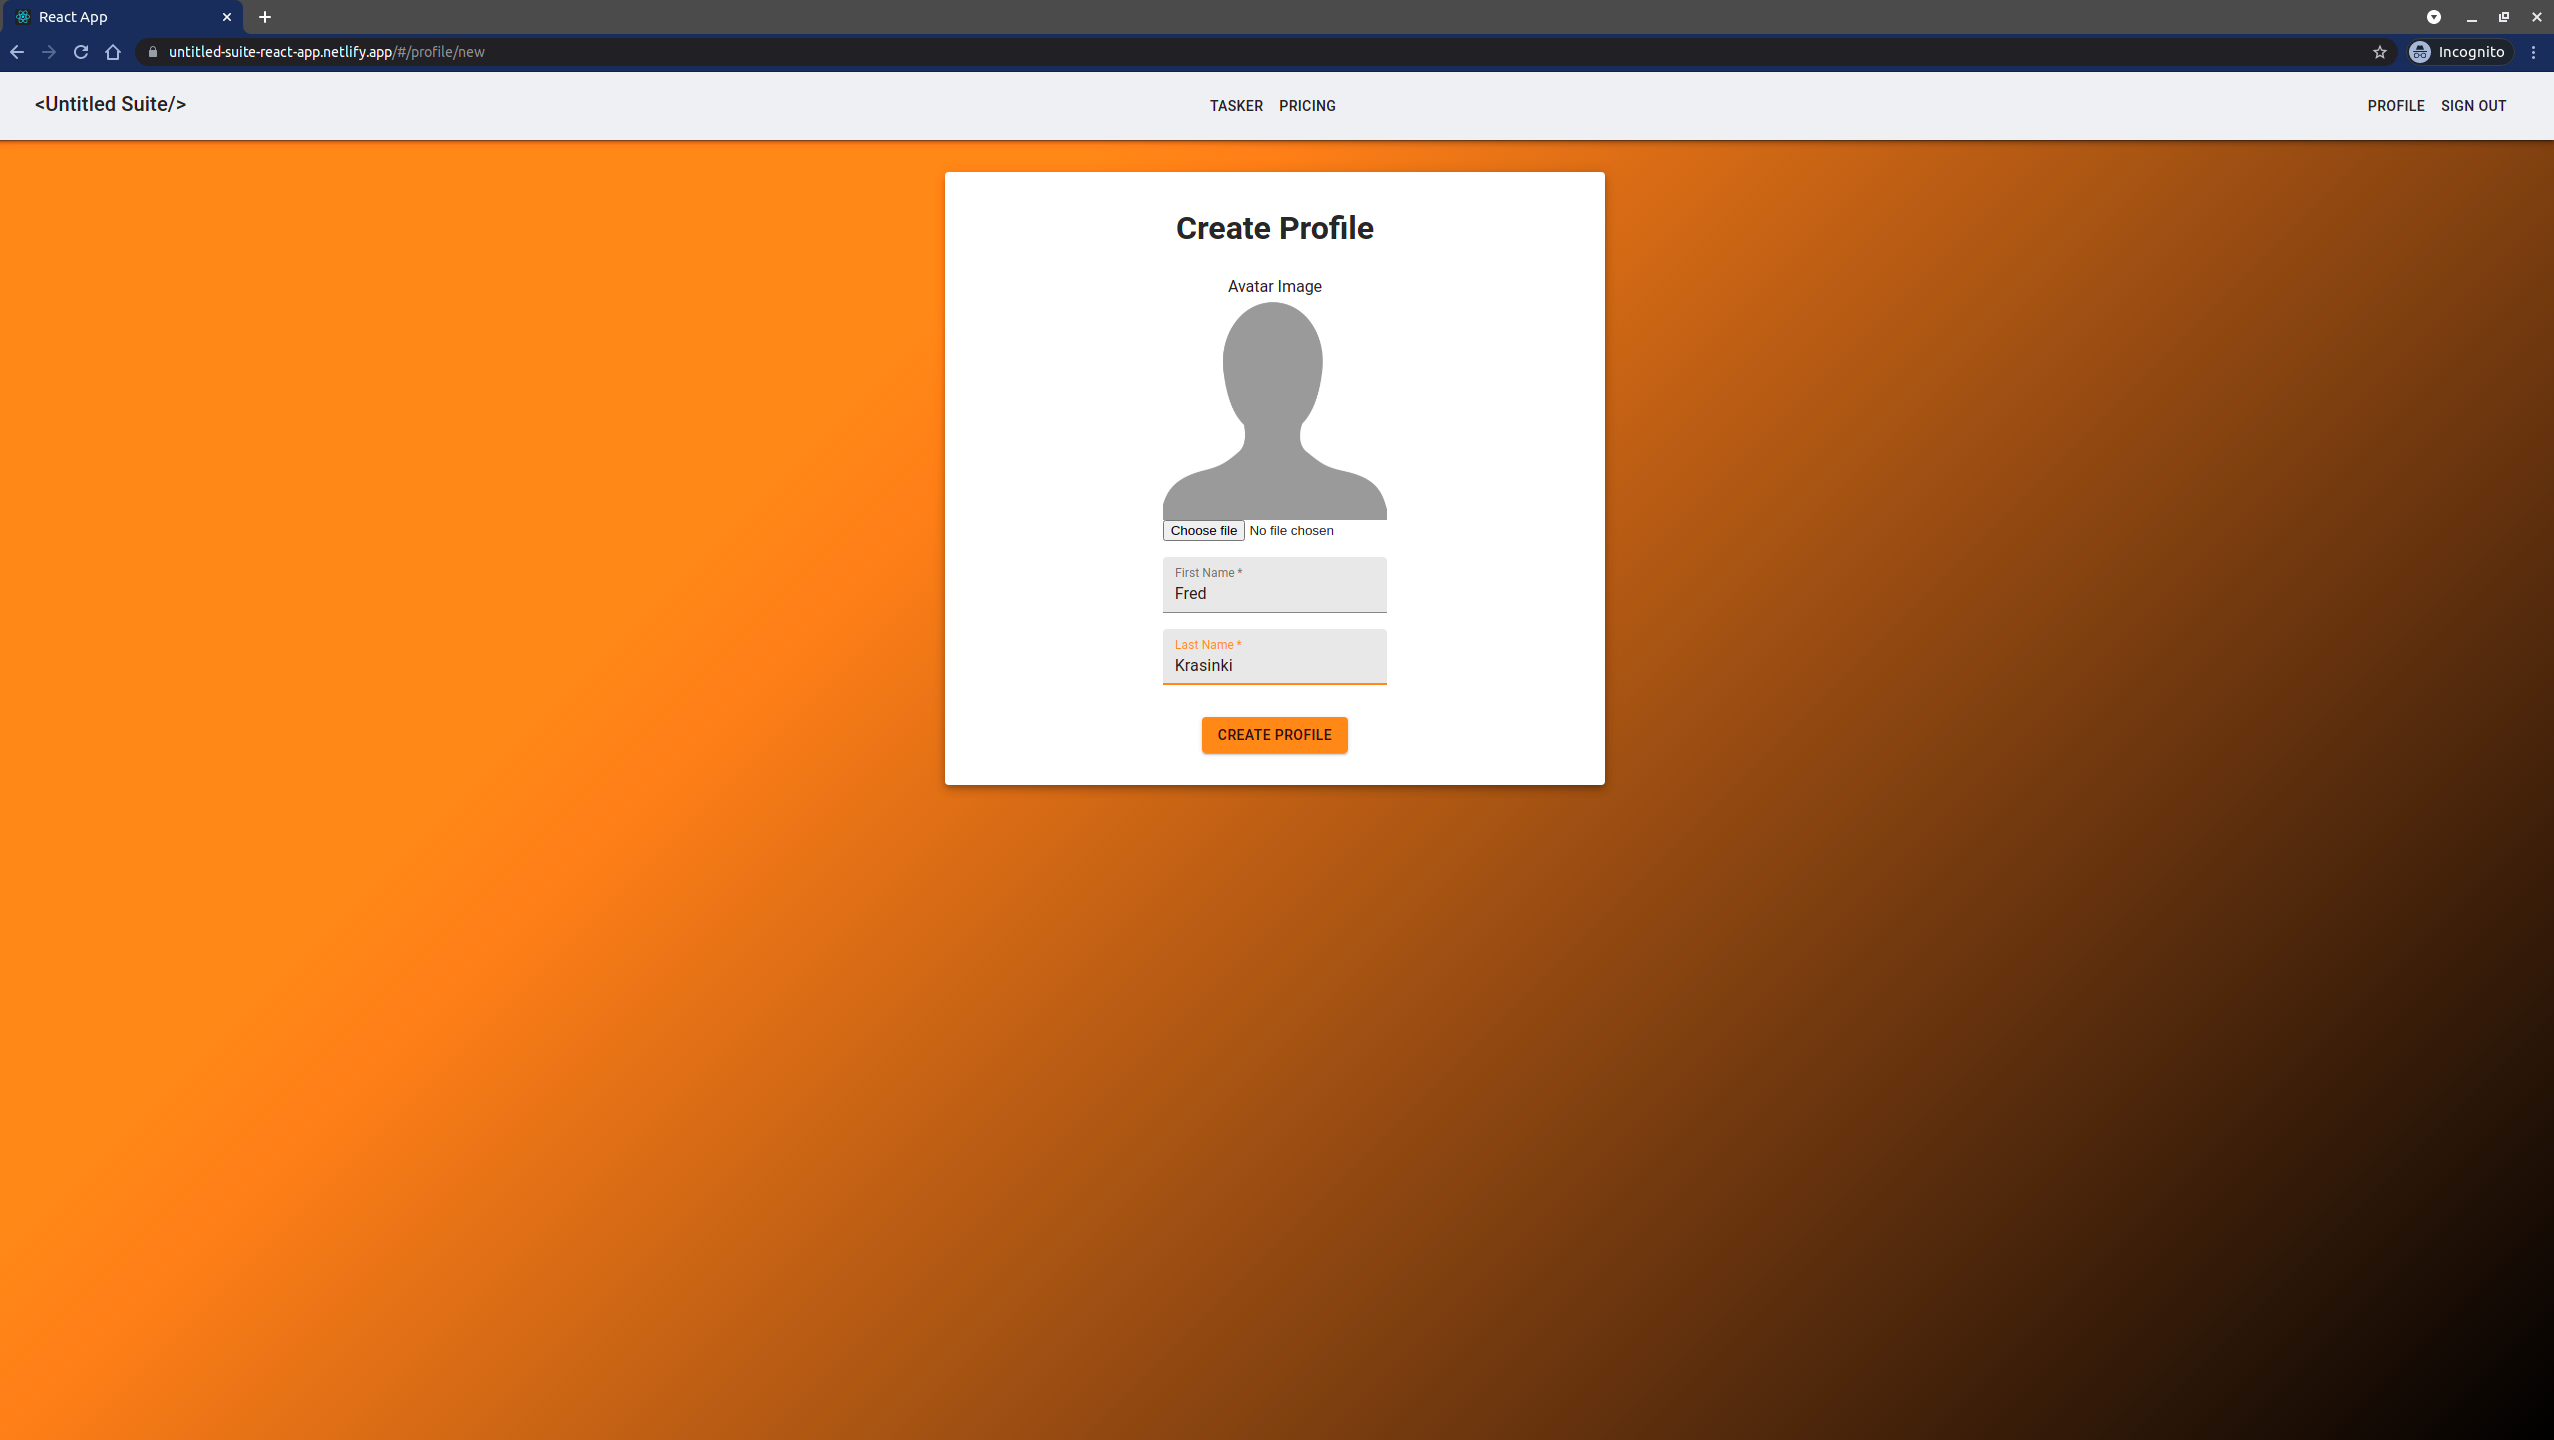 React App
untitled-suite-react-app.netlify.app/#/profile/new
Incognito
<Untitled Suite/>
TASKER PRICING
PROFILE SIGN OUT
Create Profile
Avatar Image
Choose file No file chosen
First Name *
Fred
Last Name *
Krasinki
CREATE PROFILE